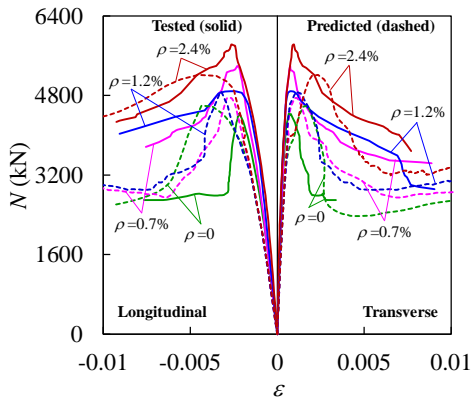 6400
4800
3200
1600
0
N (kN)
Tested (solid)
Predicted (dashed)
ρ=2.4%
ρ=2.4%
ρ=1.2%
ρ=1.2%
ρ=0.7%
ρ=0
ρ=0
ρ=0.7%
Longitudinal
Transverse
-0.01
-0.005
0
0.005
0.01
ε